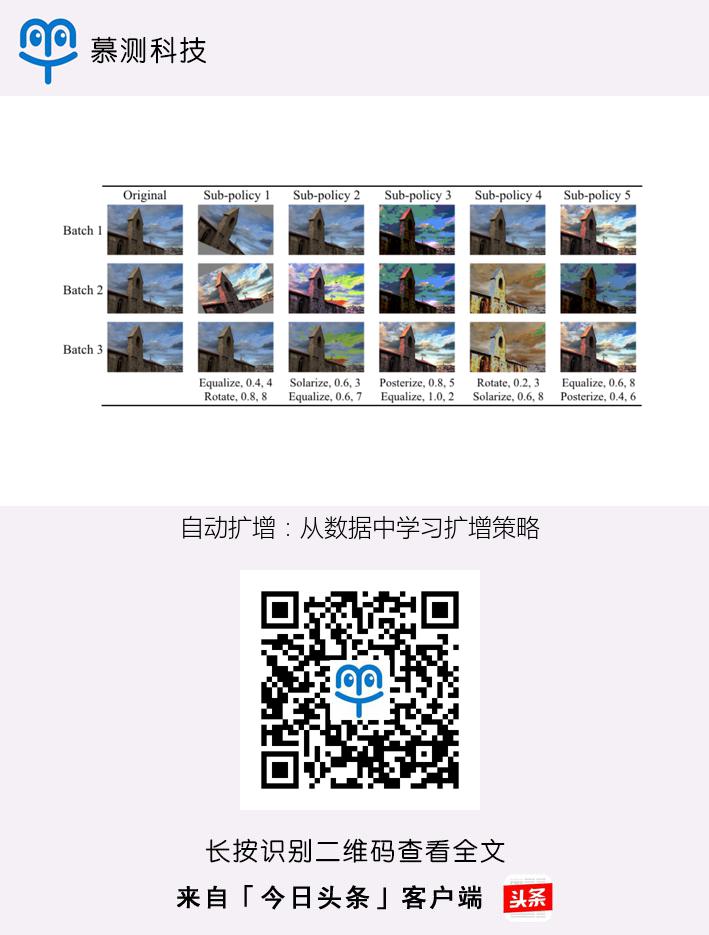 慕测科技
Original Sub-policy 1 Sub-policy 2 Sub-policy 3 Sub-policy 4 Sub-policy 5
Batch 1
Batch 2
Batch 3
Equalize, 0.4, 4 Solarize, 0.6, 3 Posterize, 0.8, 5 Rotate, 0.2, 3 Equalize, 0.6, 8
Rotate, 0.8, 8 Equalize, 0.6, 7 Equalize, 1.0, 2 Solarize, 0.6, 8 Posterize, 0.4, 6
自动扩增：从数据中学习扩增策略
长按识别二维码查看全文
来自「今日头条」客户端 头条